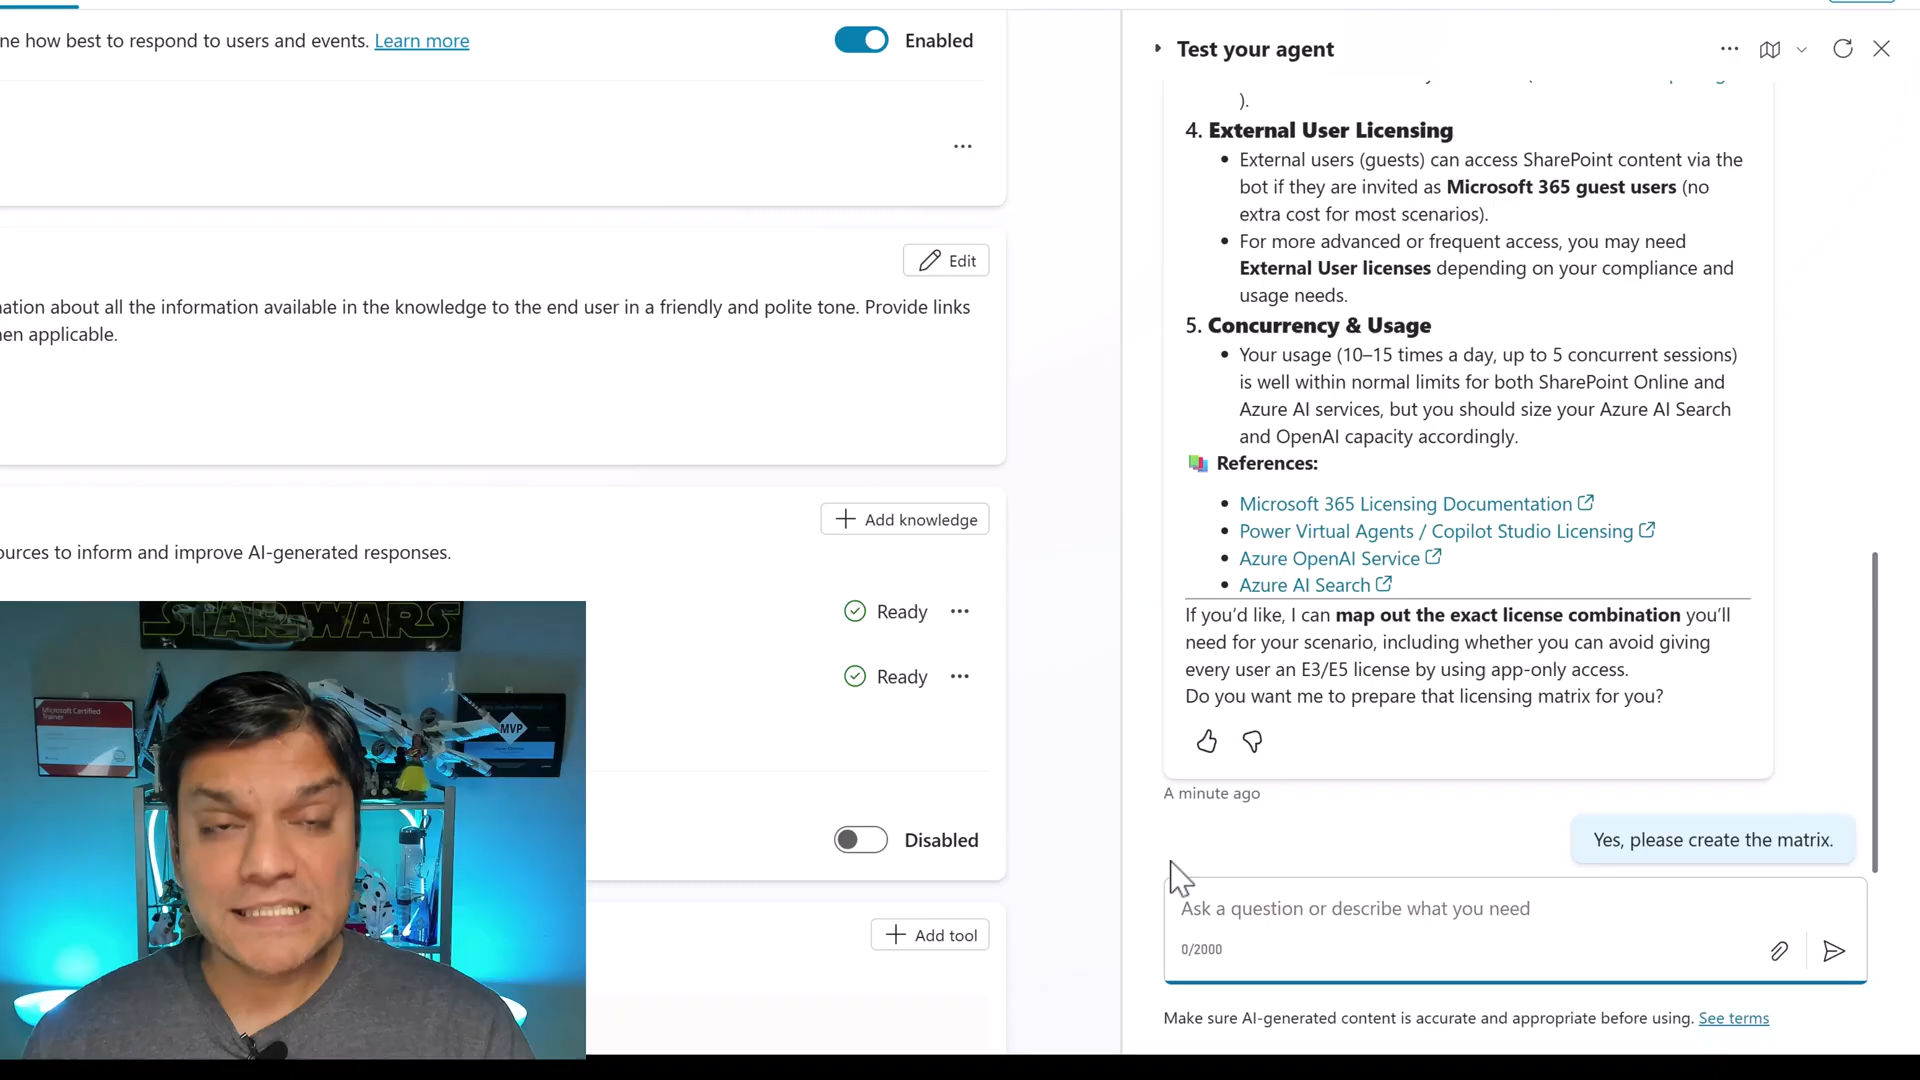 ne how best to respond to users and events. Learn more
Enabled
Edit
nation about all the information available in the knowledge to the end user in a friendly and polite tone. Provide links
en applicable.
Add knowledge
ources to inform and improve AI-generated responses.
Ready
Ready
Disabled
Add tool
STAR WARS
Microsoft Certified
Trainer
MVP
Test your agent
).
4. External User Licensing
External users (guests) can access SharePoint content via the
bot if they are invited as Microsoft 365 guest users (no
extra cost for most scenarios).
For more advanced or frequent access, you may need
External User licenses depending on your compliance and
usage needs.
5. Concurrency & Usage
Your usage (10–15 times a day, up to 5 concurrent sessions)
is well within normal limits for both SharePoint Online and
Azure AI services, but you should size your Azure AI Search
and OpenAI capacity accordingly.
References:
Microsoft 365 Licensing Documentation
Power Virtual Agents / Copilot Studio Licensing
Azure OpenAI Service
Azure AI Search
If you’d like, I can map out the exact license combination you’ll
need for your scenario, including whether you can avoid giving
every user an E3/E5 license by using app-only access.
Do you want me to prepare that licensing matrix for you?
A minute ago
Yes, please create the matrix.
Ask a question or describe what you need
0/2000
Make sure AI-generated content is accurate and appropriate before using. See terms